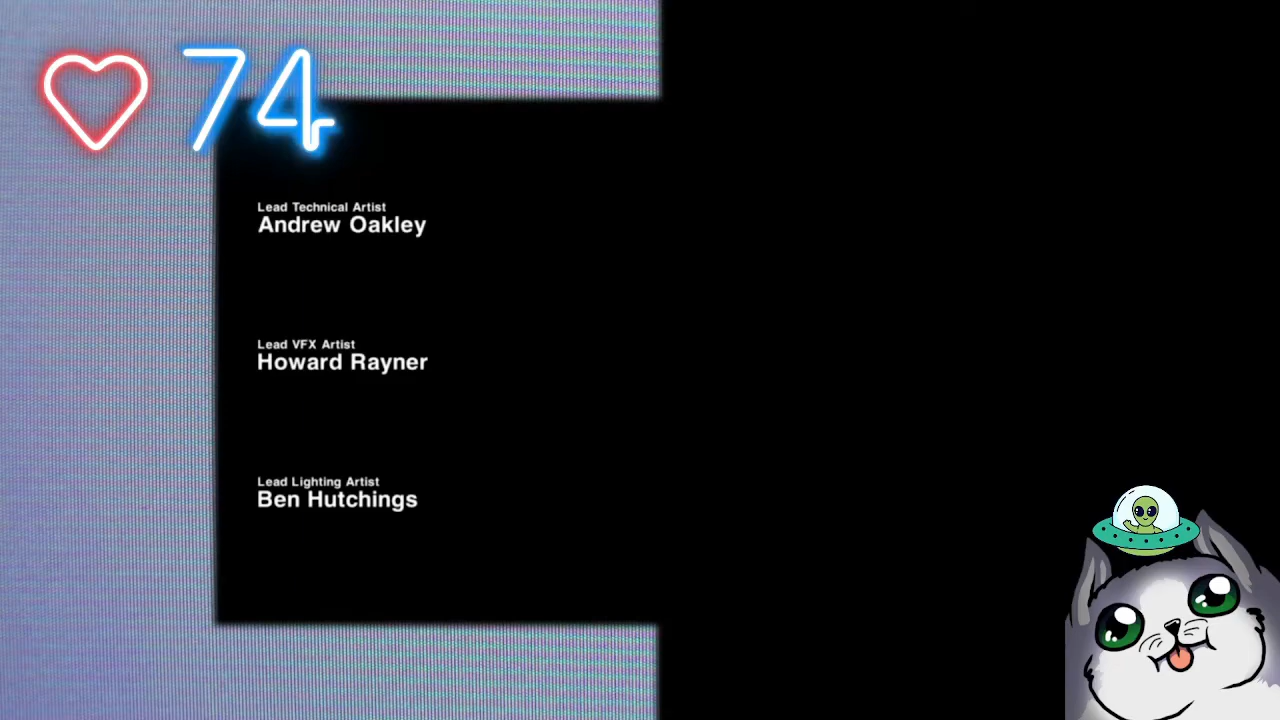 74
Lead Technical Artist
Andrew Oakley
Lead VFX Artist
Howard Rayner
Lead Lighting Artist
Ben Hutchings